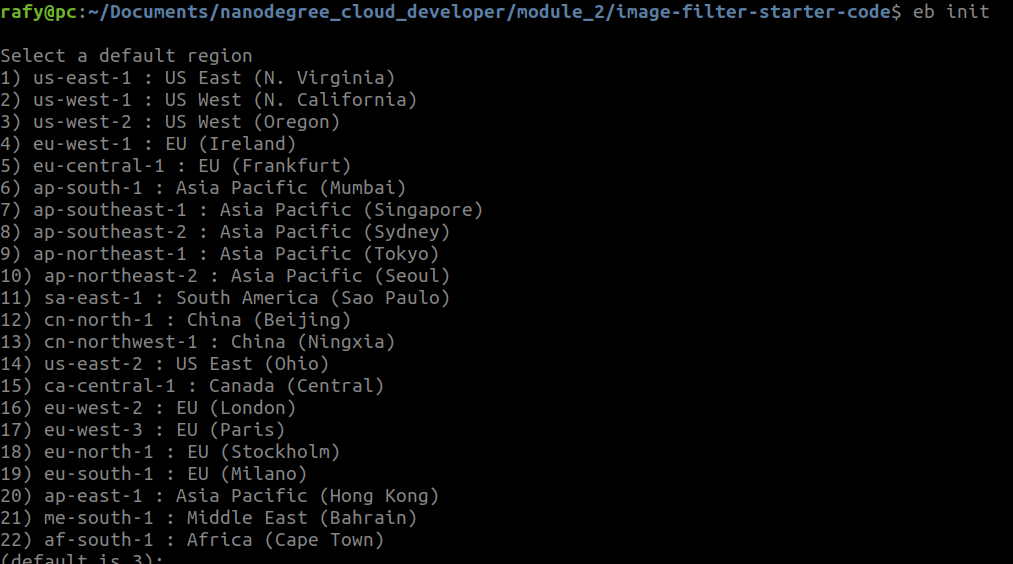 rafy@pc:~/Documents/nanodegree_cloud_developer/module_2/image-filter-starter-code$ eb init
Select a default region
1) us-east-1 : US East (N. Virginia)
2) us-west-1 : US West (N. California)
3) us-west-2 : US West (Oregon)
4) eu-west-1 : EU (Ireland)
5) eu-central-1 : EU (Frankfurt)
6) ap-south-1 : Asia Pacific (Mumbai)
7) ap-southeast-1 : Asia Pacific (Singapore)
8) ap-southeast-2 : Asia Pacific (Sydney)
9) ap-northeast-1 : Asia Pacific (Tokyo)
10) ap-northeast-2 : Asia Pacific (Seoul)
11) sa-east-1 : South America (Sao Paulo)
12) cn-north-1 : China (Beijing)
13) cn-northwest-1 : China (Ningxia)
14) us-east-2 : US East (Ohio)
15) ca-central-1 : Canada (Central)
16) eu-west-2 : EU (London)
17) eu-west-3 : EU (Paris)
18) eu-north-1 : EU (Stockholm)
19) eu-south-1 : EU (Milano)
20) ap-east-1 : Asia Pacific (Hong Kong)
21) me-south-1 : Middle East (Bahrain)
22) af-south-1 : Africa (Cape Town)
(default is 3):